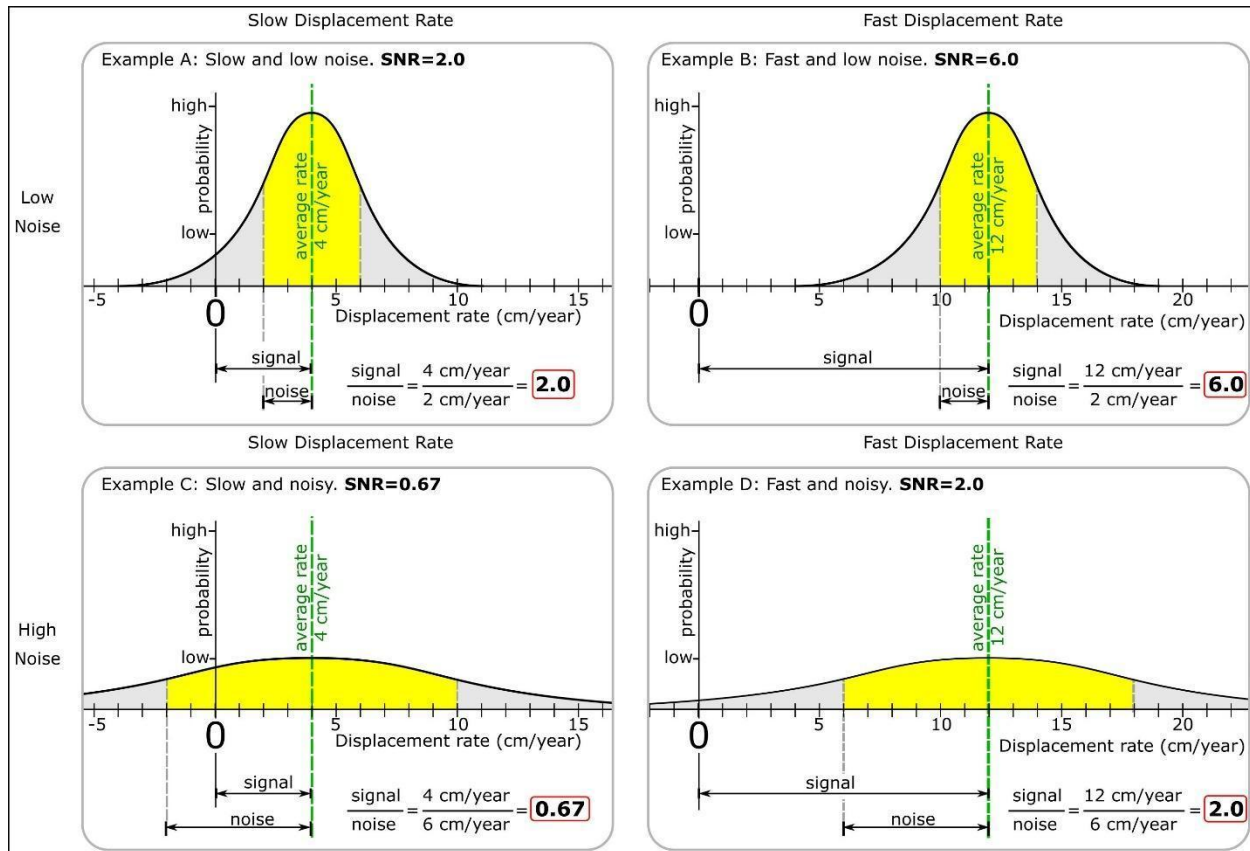 Slow Displacement Rate
Fast Displacement Rate
Low
Noise
Example A: Slow and low noise. SNR=2.0
high
probability
low
average rate
4 cm/year
-5
0
5
10
15
Displacement rate (cm/year)
signal
noise
signal
noise
=
4 cm/year
2 cm/year
=
2.0
Example B: Fast and low noise. SNR=6.0
high
probability
low
average rate
12 cm/year
0
5
10
15
20
Displacement rate (cm/year)
signal
noise
signal
noise
=
12 cm/year
2 cm/year
=
6.0
Slow Displacement Rate
Fast Displacement Rate
High
Noise
Example C: Slow and noisy. SNR=0.67
high
probability
low
average rate
4 cm/year
-5
0
5
10
15
Displacement rate (cm/year)
signal
noise
signal
noise
=
4 cm/year
6 cm/year
=
0.67
Example D: Fast and noisy. SNR=2.0
high
probability
low
average rate
12 cm/year
0
5
10
15
20
Displacement rate (cm/year)
signal
noise
signal
noise
=
12 cm/year
6 cm/year
=
2.0